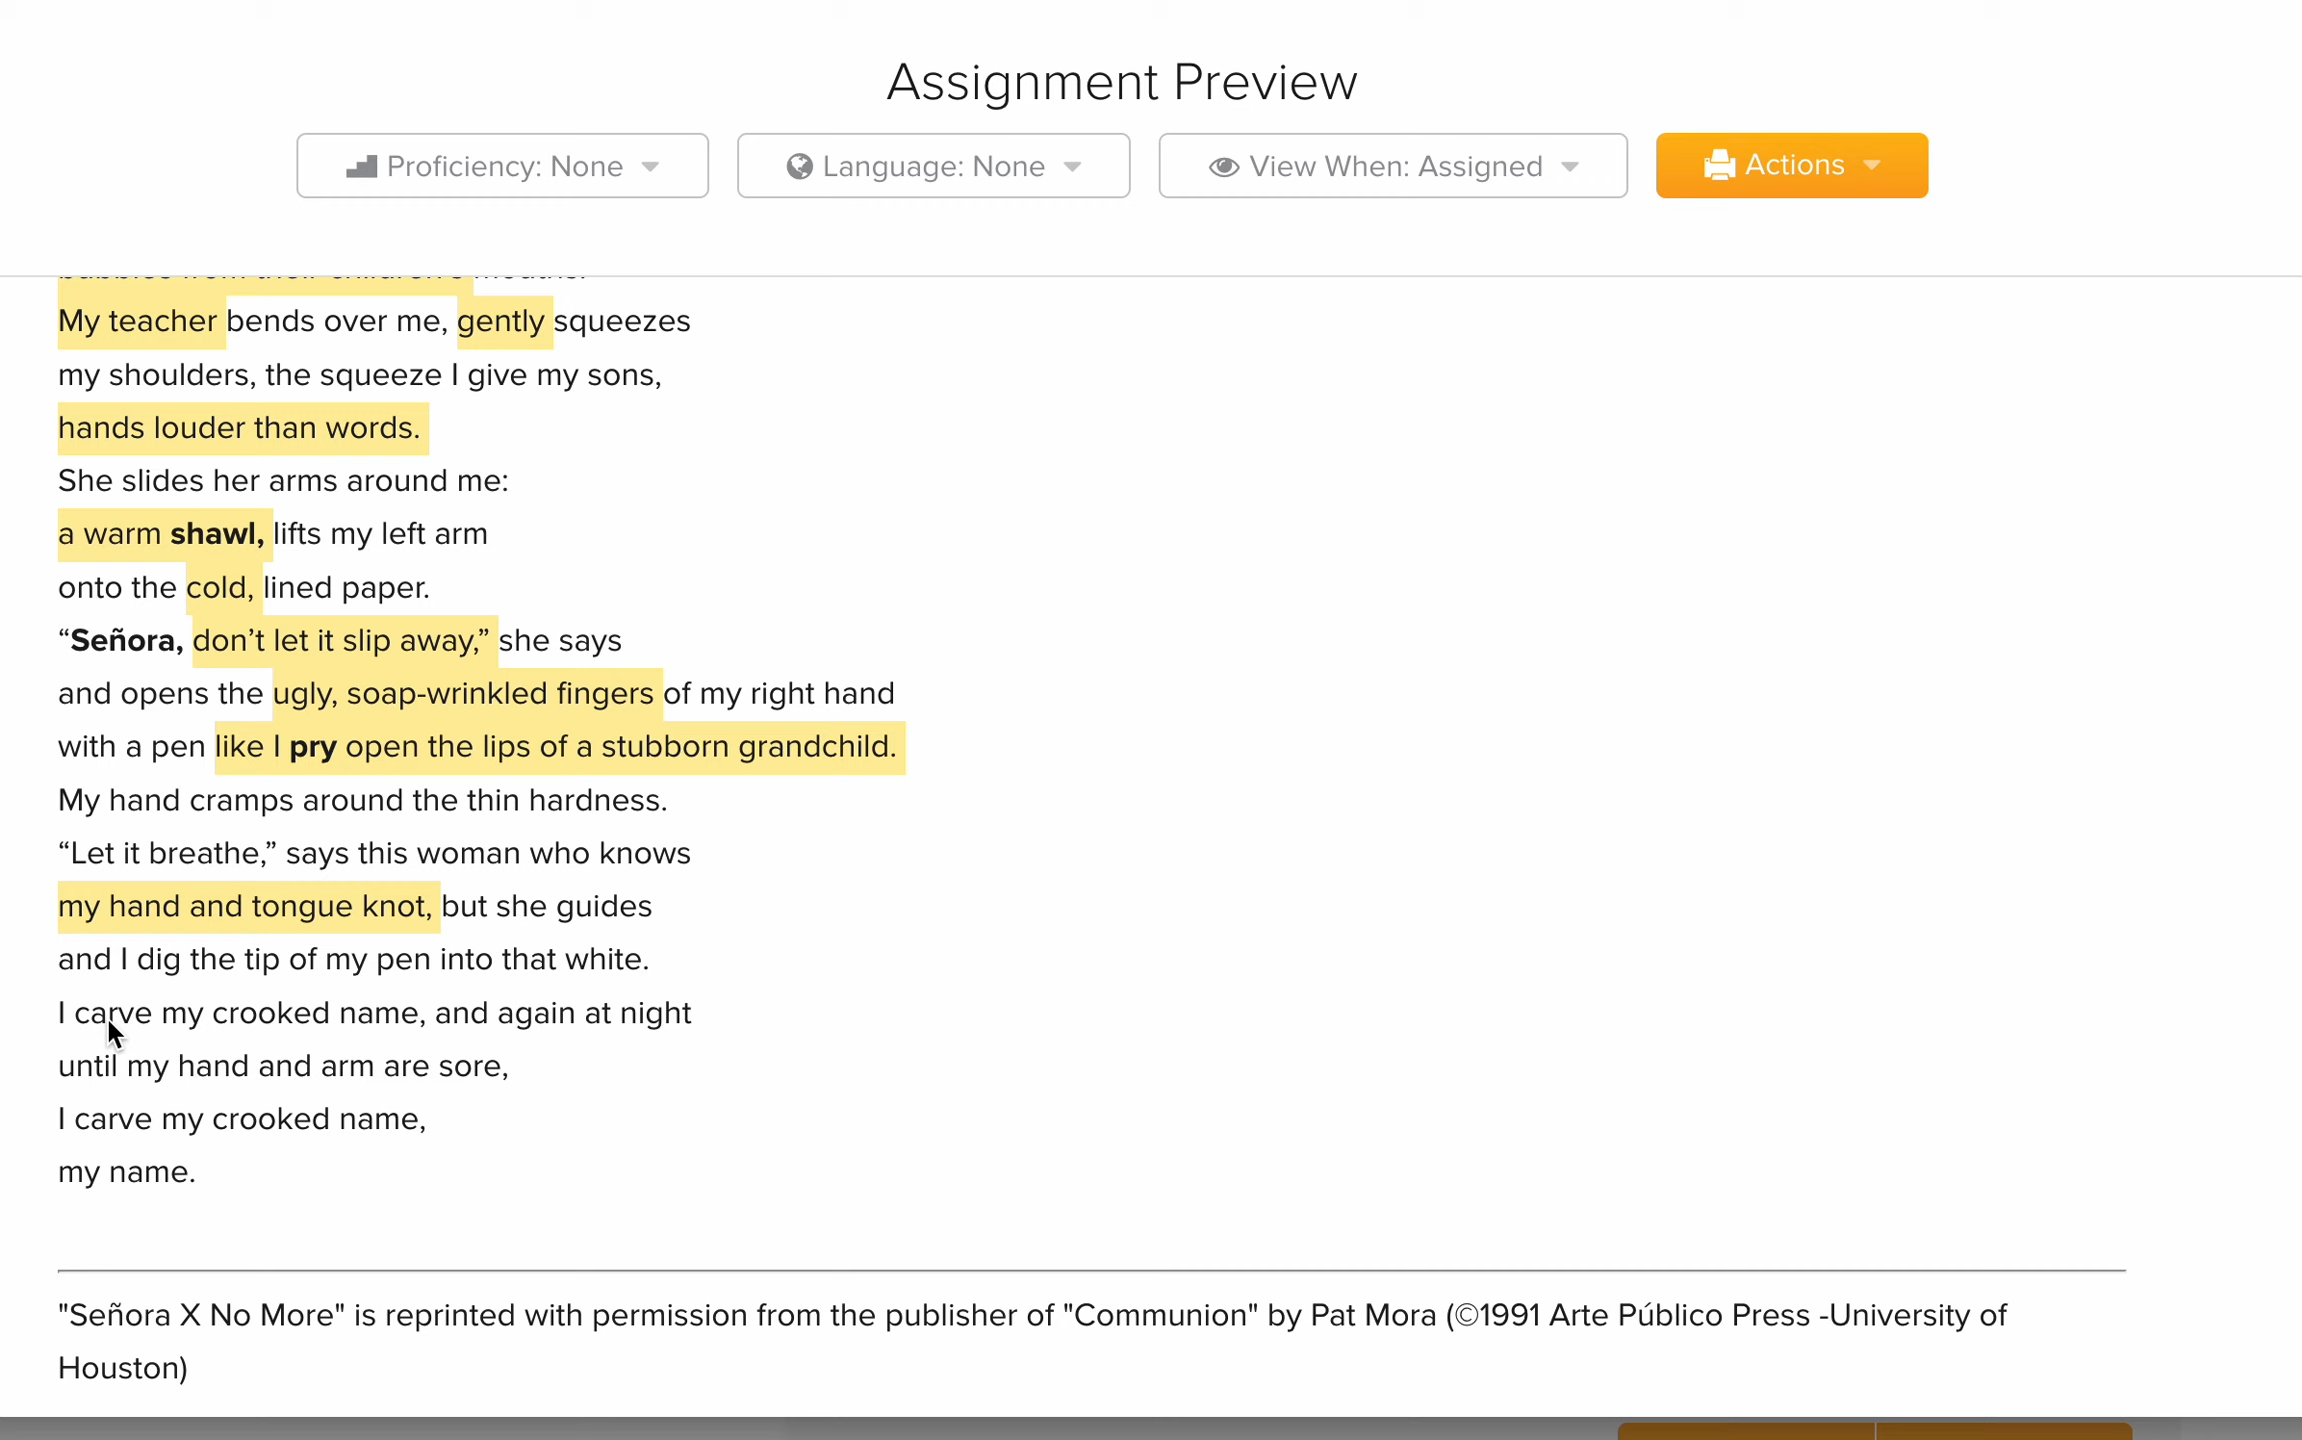 Assignment Preview
Proficiency: None
Language: None
View When: Assigned
Actions
My teacher bends over me, gently squeezes
my shoulders, the squeeze I give my sons,
hands louder than words.
She slides her arms around me:
a warm shawl, lifts my left arm
onto the cold, lined paper.
“Señora, don’t let it slip away,” she says
and opens the ugly, soap-wrinkled fingers of my right hand
with a pen like I pry open the lips of a stubborn grandchild.
My hand cramps around the thin hardness.
“Let it breathe,” says this woman who knows
my hand and tongue knot, but she guides
and I dig the tip of my pen into that white.
I carve my crooked name, and again at night
until my hand and arm are sore,
I carve my crooked name,
my name.
"Señora X No More" is reprinted with permission from the publisher of "Communion" by Pat Mora (©1991 Arte Público Press -University of
Houston)